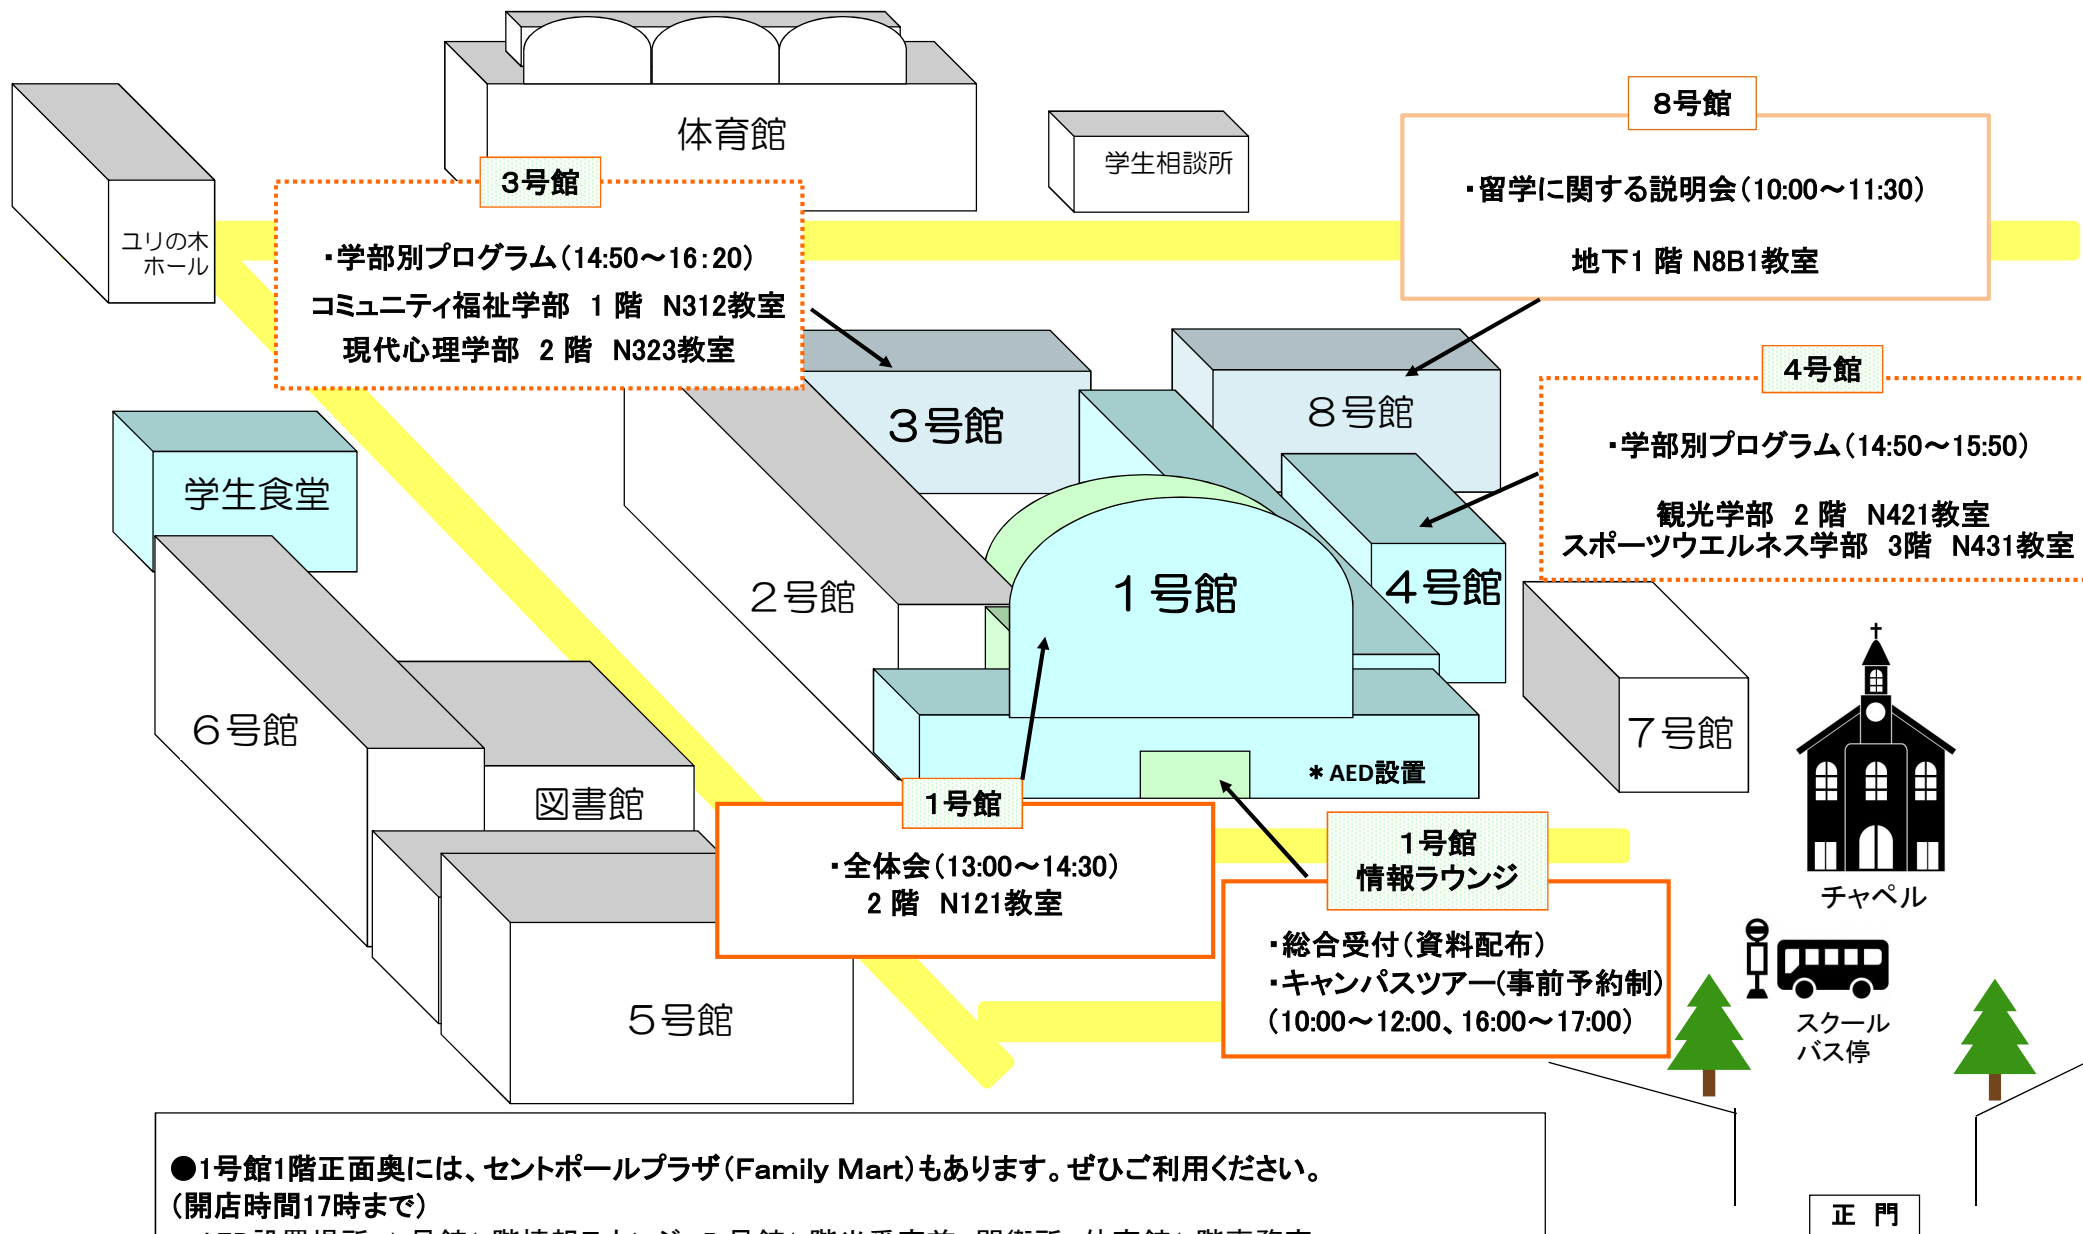 体育館
学生相談所
ユリの木
ホール
8号館
・留学に関する説明会(10:00～11:30)
地下1 階 N8B1教室
3号館
・学部別プログラム(14:50～16:20)
コミュニティ福祉学部 1 階 N312教室
現代心理学部 2 階 N323教室
4号館
・学部別プログラム(14:50～15:50)
観光学部 2 階 N421教室
スポーツウエルネス学部 3階 N431教室
3号館
8号館
学生食堂
2号館
1号館
4号館
6号館
7号館
図書館
＊AED設置
1号館
・全体会(13:00～14:30)
2 階 N121教室
1号館
情報ラウンジ
・総合受付(資料配布)
・キャンパスツアー(事前予約制)
(10:00～12:00、16:00～17:00)
チャペル
スクール
バス停
5号館
●1号館1階正面奥には、セントポールプラザ(Family Mart)もあります。ぜひご利用ください。
(開店時間17時まで)
正 門